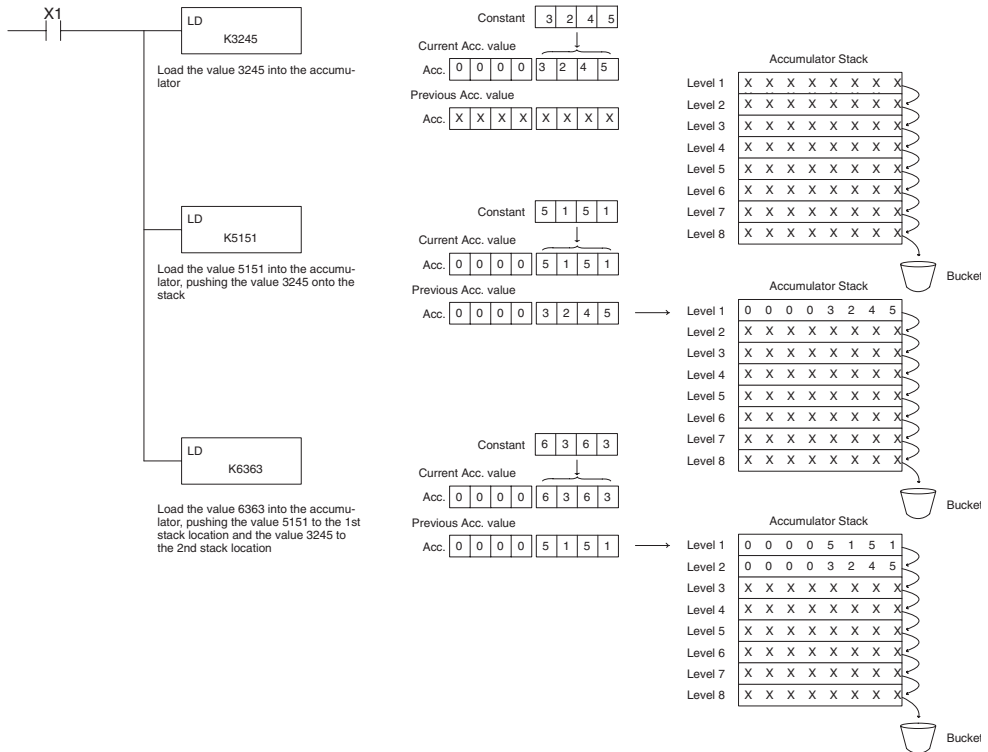 X1
LD
K3245
Load the value 3245 into the accumu-
lator
Constant 3 2 4 5
Current Acc. value
Acc. 0 0 0 0 3 2 4 5
Previous Acc. value
Acc. X X X X X X X X
Accumulator Stack
Level 1 X X X X X X X X
Level 2 X X X X X X X X
Level 3 X X X X X X X X
Level 4 X X X X X X X X
Level 5 X X X X X X X X
Level 6 X X X X X X X X
Level 7 X X X X X X X X
Level 8 X X X X X X X X
Bucket
LD
K5151
Load the value 5151 into the accumu-
lator, pushing the value 3245 onto the
stack
Constant 5 1 5 1
Current Acc. value
Acc. 0 0 0 0 5 1 5 1
Previous Acc. value
Acc. 0 0 0 0 3 2 4 5
Accumulator Stack
Level 1 0 0 0 0 3 2 4 5
Level 2 X X X X X X X X
Level 3 X X X X X X X X
Level 4 X X X X X X X X
Level 5 X X X X X X X X
Level 6 X X X X X X X X
Level 7 X X X X X X X X
Level 8 X X X X X X X X
Bucket
LD
K6363
Load the value 6363 into the accumu-
lator, pushing the value 5151 to the 1st
stack location and the value 3245 to
the 2nd stack location
Constant 6 3 6 3
Current Acc. value
Acc. 0 0 0 0 6 3 6 3
Previous Acc. value
Acc. 0 0 0 0 5 1 5 1
Accumulator Stack
Level 1 0 0 0 0 5 1 5 1
Level 2 0 0 0 0 3 2 4 5
Level 3 X X X X X X X X
Level 4 X X X X X X X X
Level 5 X X X X X X X X
Level 6 X X X X X X X X
Level 7 X X X X X X X X
Level 8 X X X X X X X X
Bucket